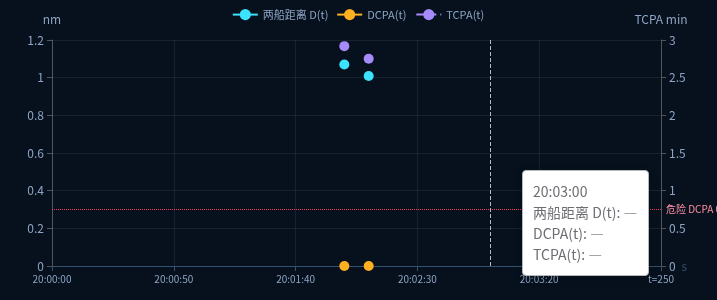 nm
两船距离 D(t)
DCPA(t)
TCPA(t)
TCPA min
1.2
1
0.8
0.6
0.4
0.2
0
3
2.5
2
1.5
1
0.5
0
s
危险 DCPA
20:03:00
两船距离 D(t): —
DCPA(t): —
TCPA(t): —
20:00:00
20:00:50
20:01:40
20:02:30
20:03:20
t=250